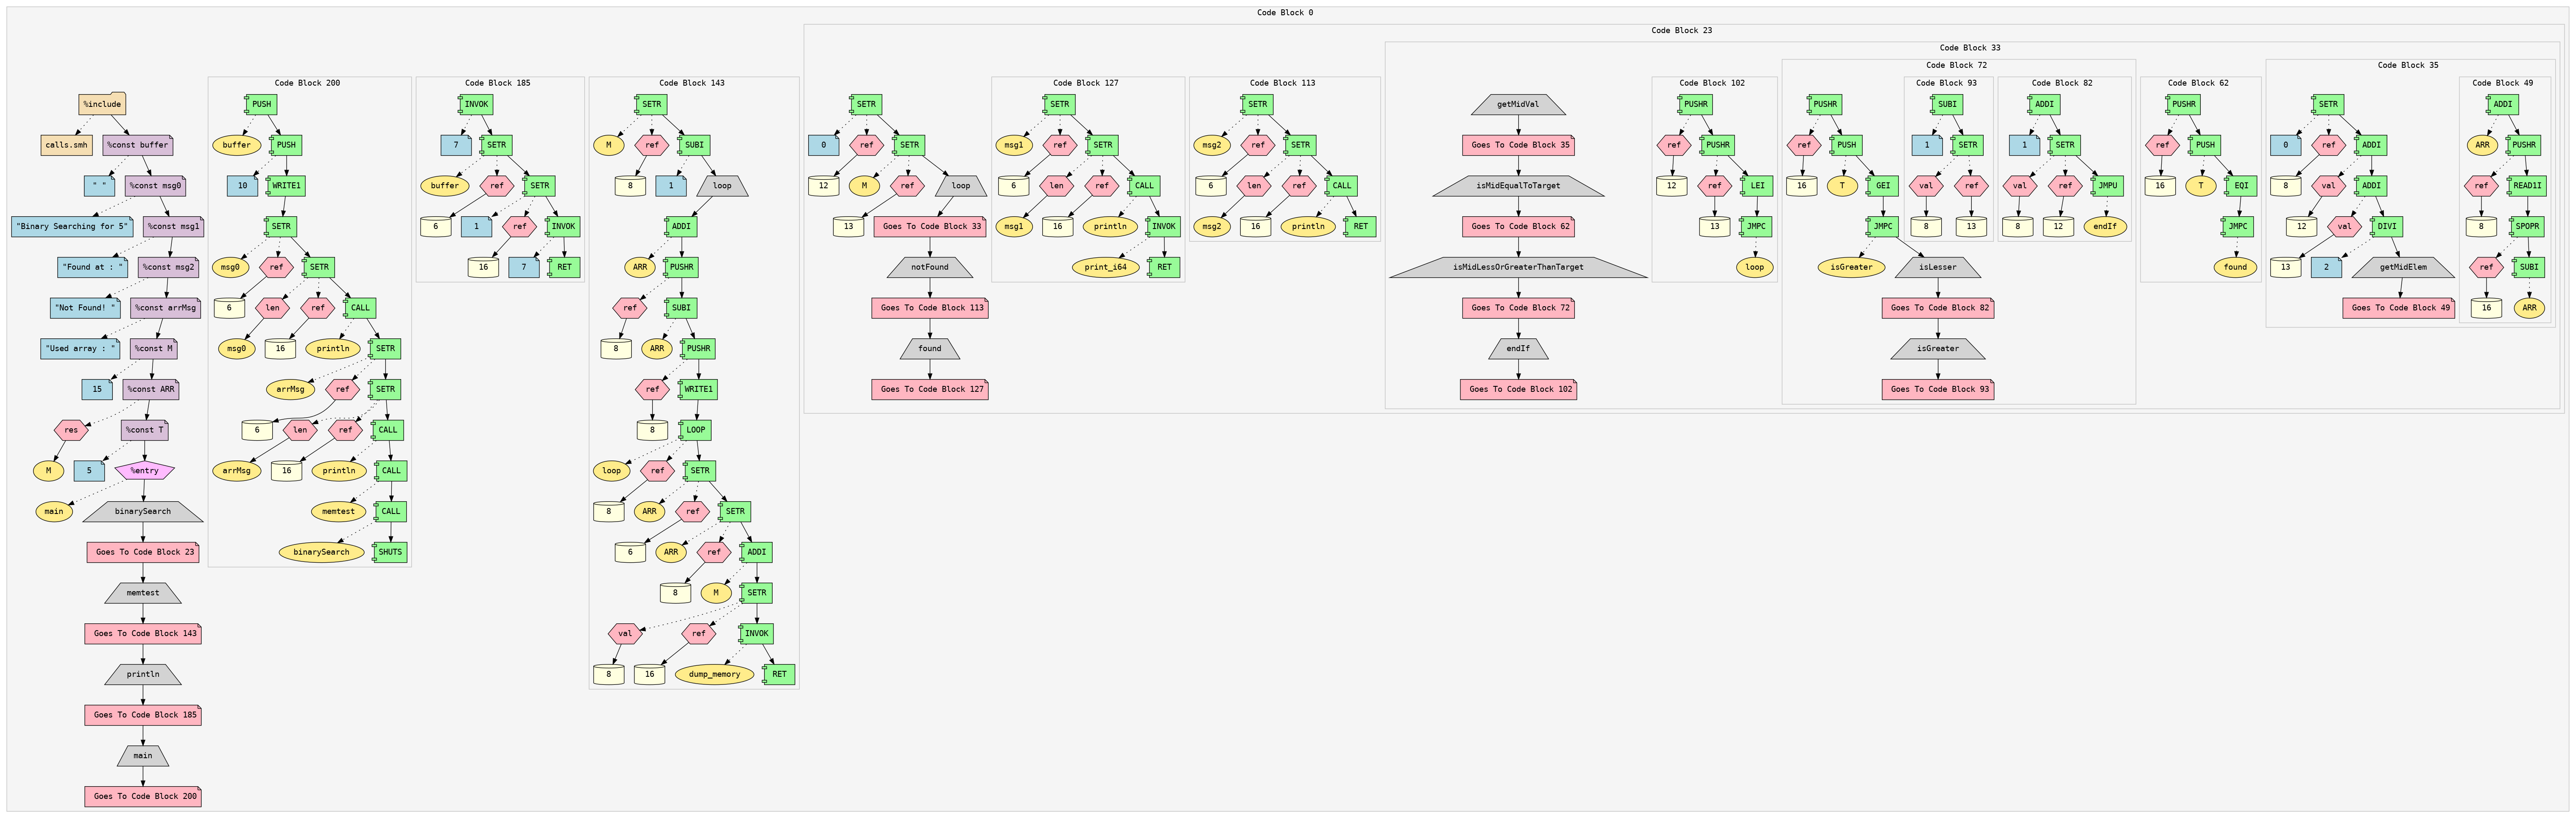 Code Block 0
%include
calls.smh
%const buffer
" "
%const msg0
"Binary Searching for 5"
%const msg1
"Found at : "
%const msg2
"Not Found! "
%const arrMsg
"Used array : "
%const M
15
%const ARR
res
%const T
M
5
%entry
main
binarySearch
Goes To Code Block 23
memtest
Goes To Code Block 143
println
Goes To Code Block 185
main
Goes To Code Block 200
Code Block 200
PUSH
buffer
PUSH
10
WRITE1
SETR
msg0
ref
SETR
6
len
ref
CALL
msg0
16
println
SETR
arrMsg
ref
SETR
6
len
ref
CALL
arrMsg
16
println
CALL
memtest
CALL
binarySearch
SHUTS
Code Block 185
INVOK
7
SETR
buffer
ref
SETR
6
1
ref
INVOK
16
7
RET
Code Block 143
SETR
M
ref
SUBI
8
1
loop
ADDI
ARR
PUSHR
ref
SUBI
8
ARR
PUSHR
ref
WRITE1
8
LOOP
loop
ref
SETR
8
ARR
ref
SETR
6
ARR
ref
ADDI
8
M
SETR
val
ref
INVOK
8
16
dump_memory
RET
Code Block 23
SETR
0
ref
SETR
12
M
ref
loop
13
Goes To Code Block 33
notFound
Goes To Code Block 113
found
Goes To Code Block 127
Code Block 127
SETR
msg1
ref
SETR
6
len
ref
CALL
msg1
16
println
INVOK
print_i64
RET
Code Block 113
SETR
msg2
ref
SETR
6
len
ref
CALL
msg2
16
println
RET
Code Block 33
getMidVal
Goes To Code Block 35
isMidEqualToTarget
Goes To Code Block 62
isMidLessOrGreaterThanTarget
Goes To Code Block 72
endIf
Goes To Code Block 102
Code Block 102
PUSHR
ref
PUSHR
12
ref
LEI
13
JMPC
loop
Code Block 72
PUSHR
ref
PUSH
16
T
GEI
JMPC
isGreater
isLesser
Goes To Code Block 82
isGreater
Goes To Code Block 93
Code Block 93
SUBI
1
SETR
val
ref
8
13
Code Block 82
ADDI
1
SETR
val
ref
JMPU
8
12
endIf
Code Block 62
PUSHR
ref
PUSH
16
T
EQI
JMPC
found
Code Block 35
SETR
0
ref
ADDI
8
val
ADDI
12
val
DIVI
13
2
getMidElem
Goes To Code Block 49
Code Block 49
ADDI
ARR
PUSHR
ref
READ1I
8
SPOPR
ref
SUBI
16
ARR